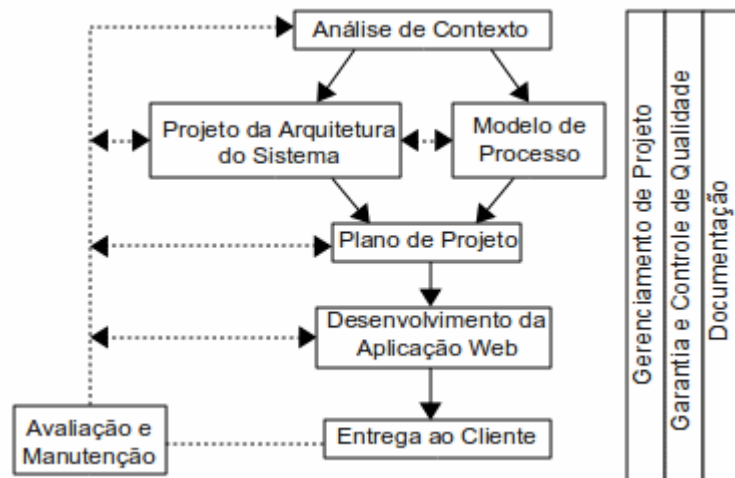 Análise de Contexto
Projeto da Arquitetura
do Sistema
Modelo de
Processo
Plano de Projeto
Desenvolvimento da
Aplicação Web
Avaliação e
Manutenção
Entrega ao Cliente
Gerenciamento de Projeto
Garantia e Controle de Qualidade
Documentação